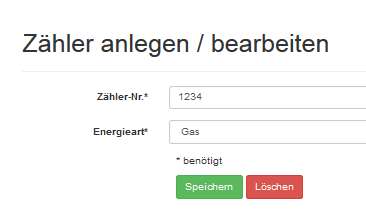 Zähler anlegen / bearbeiten
Zähler-Nr.* 1234
Energieart* Gas
* benötigt
Speichern Löschen